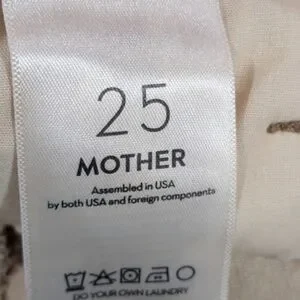 25
MOTHER
Assembled in USA
by both USA and foreign components
DO YOUR OWN LAUNDRY